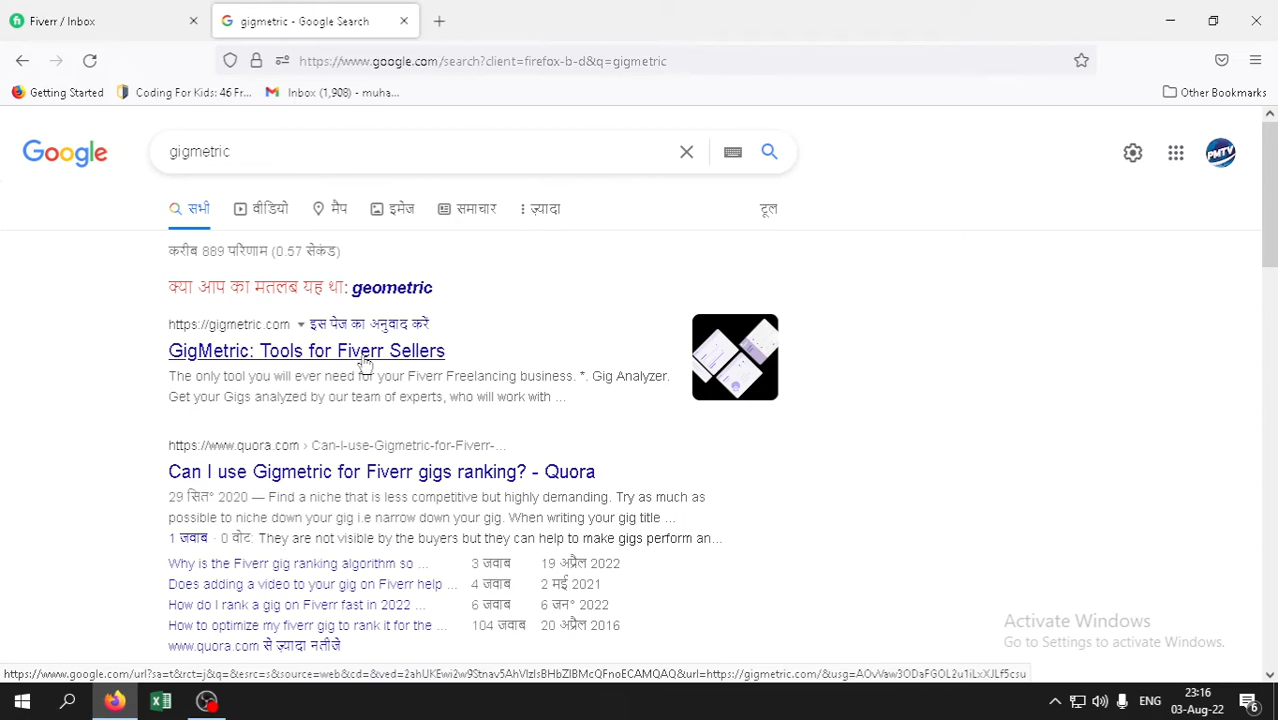 Fiverr / Inbox
gigmetric - Google Search
https://www.google.com/search?client=firefox-b-d&q=gigmetric
Getting Started
Coding For Kids: 46 Fr...
Inbox (1,908) - muha...
Other Bookmarks
Google
gigmetric
PMTV
सभी
वीडियो
मैप
इमेज
समाचार
ज़्यादा
टूल
करीब 889 परिणाम (0.57 सेकंड)
क्या आप का मतलब यह था: geometric
https://gigmetric.com
इस पेज का अनुवाद करें
GigMetric: Tools for Fiverr Sellers
The only tool you will ever need for your Fiverr Freelancing business. *. Gig Analyzer.
Get your Gigs analyzed by our team of experts, who will work with ...
https://www.quora.com › Can-I-use-Gigmetric-for-Fiverr-...
Can I use Gigmetric for Fiverr gigs ranking? - Quora
29 सित° 2020 — Find a niche that is less competitive but highly demanding. Try as much as
possible to niche down your gig i.e narrow down your gig. When writing your gig title ...
1 जवाब · 0 वोट: They are not visible by the buyers but they can help to make gigs perform an...
Why is the Fiverr gig ranking algorithm so ... 3 जवाब 19 अप्रैल 2022
Does adding a video to your gig on Fiverr help ... 4 जवाब 2 मई 2021
How do I rank a gig on Fiverr fast in 2022 ... 6 जवाब 6 जन° 2022
How to optimize my fiverr gig to rank it for the ... 104 जवाब 20 अप्रैल 2016
www.quora.com से ज़्यादा नतीजे
Activate Windows
Go to Settings to activate Windows.
ENG
23:16
03-Aug-22
6